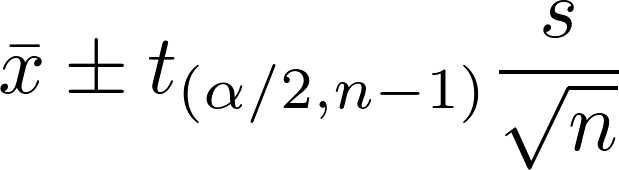 x̄ ± t₍α/2,n−1₎ s/√n